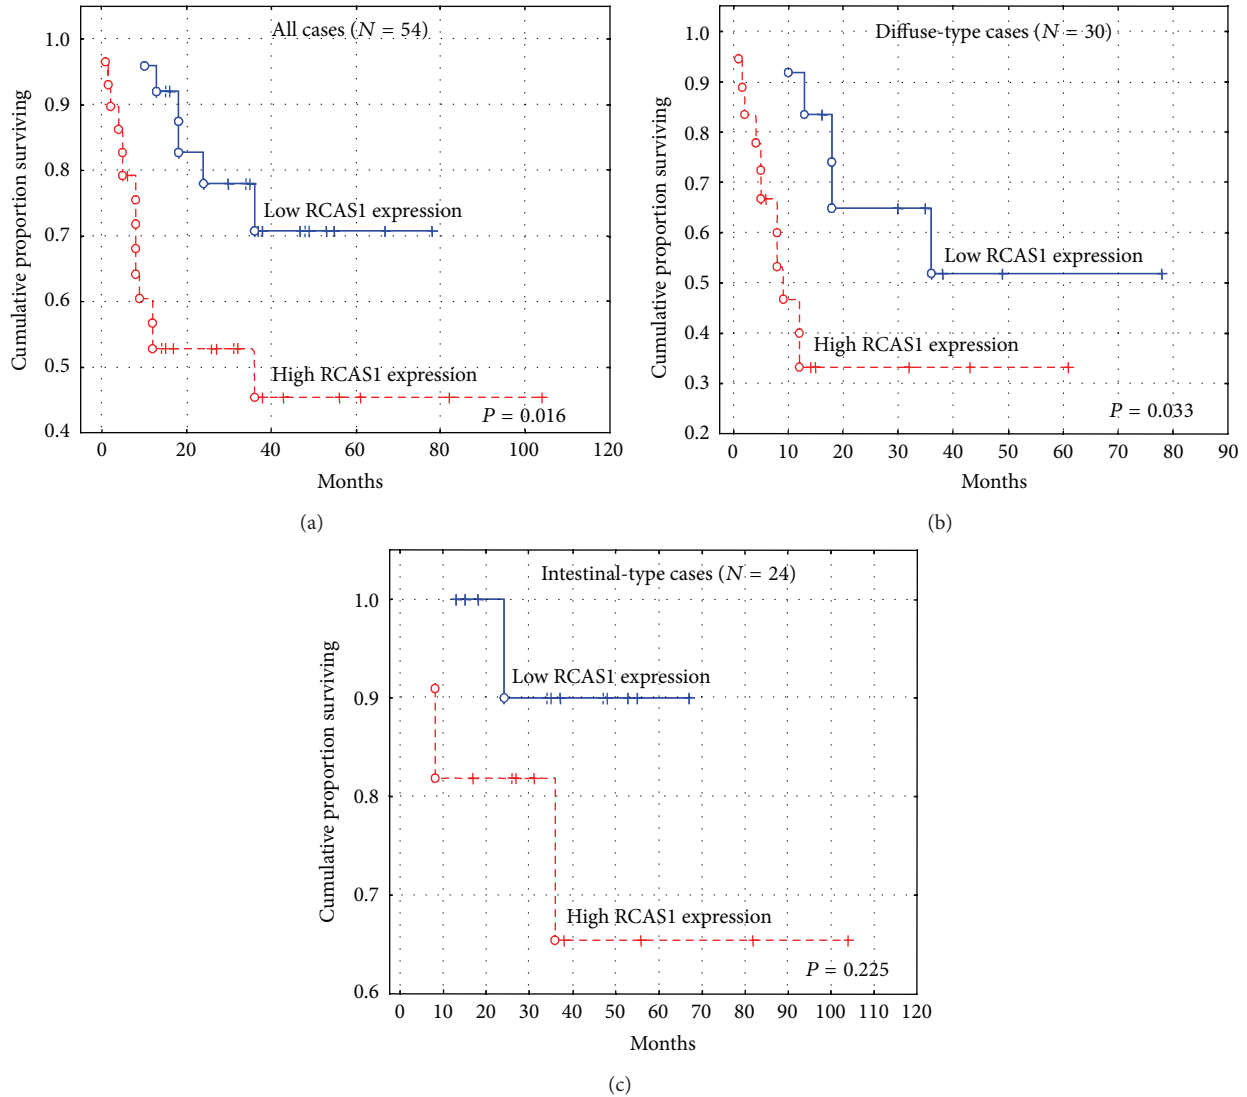 All cases (N = 54)
1.0
0.9
0.8
0.7
0.6
0.5
0.4
Cumulative proportion surviving
Low RCAS1 expression
High RCAS1 expression
P = 0.016
0 20 40 60 80 100 120
Months
(a)
Diffuse-type cases (N = 30)
1.0
0.9
0.8
0.7
0.6
0.5
0.4
0.3
0.2
Cumulative proportion surviving
Low RCAS1 expression
High RCAS1 expression
P = 0.033
0 10 20 30 40 50 60 70 80 90
Months
(b)
Intestinal-type cases (N = 24)
1.0
0.9
0.8
0.7
0.6
Cumulative proportion surviving
Low RCAS1 expression
High RCAS1 expression
P = 0.225
0 10 20 30 40 50 60 70 80 90 100 110 120
Months
(c)